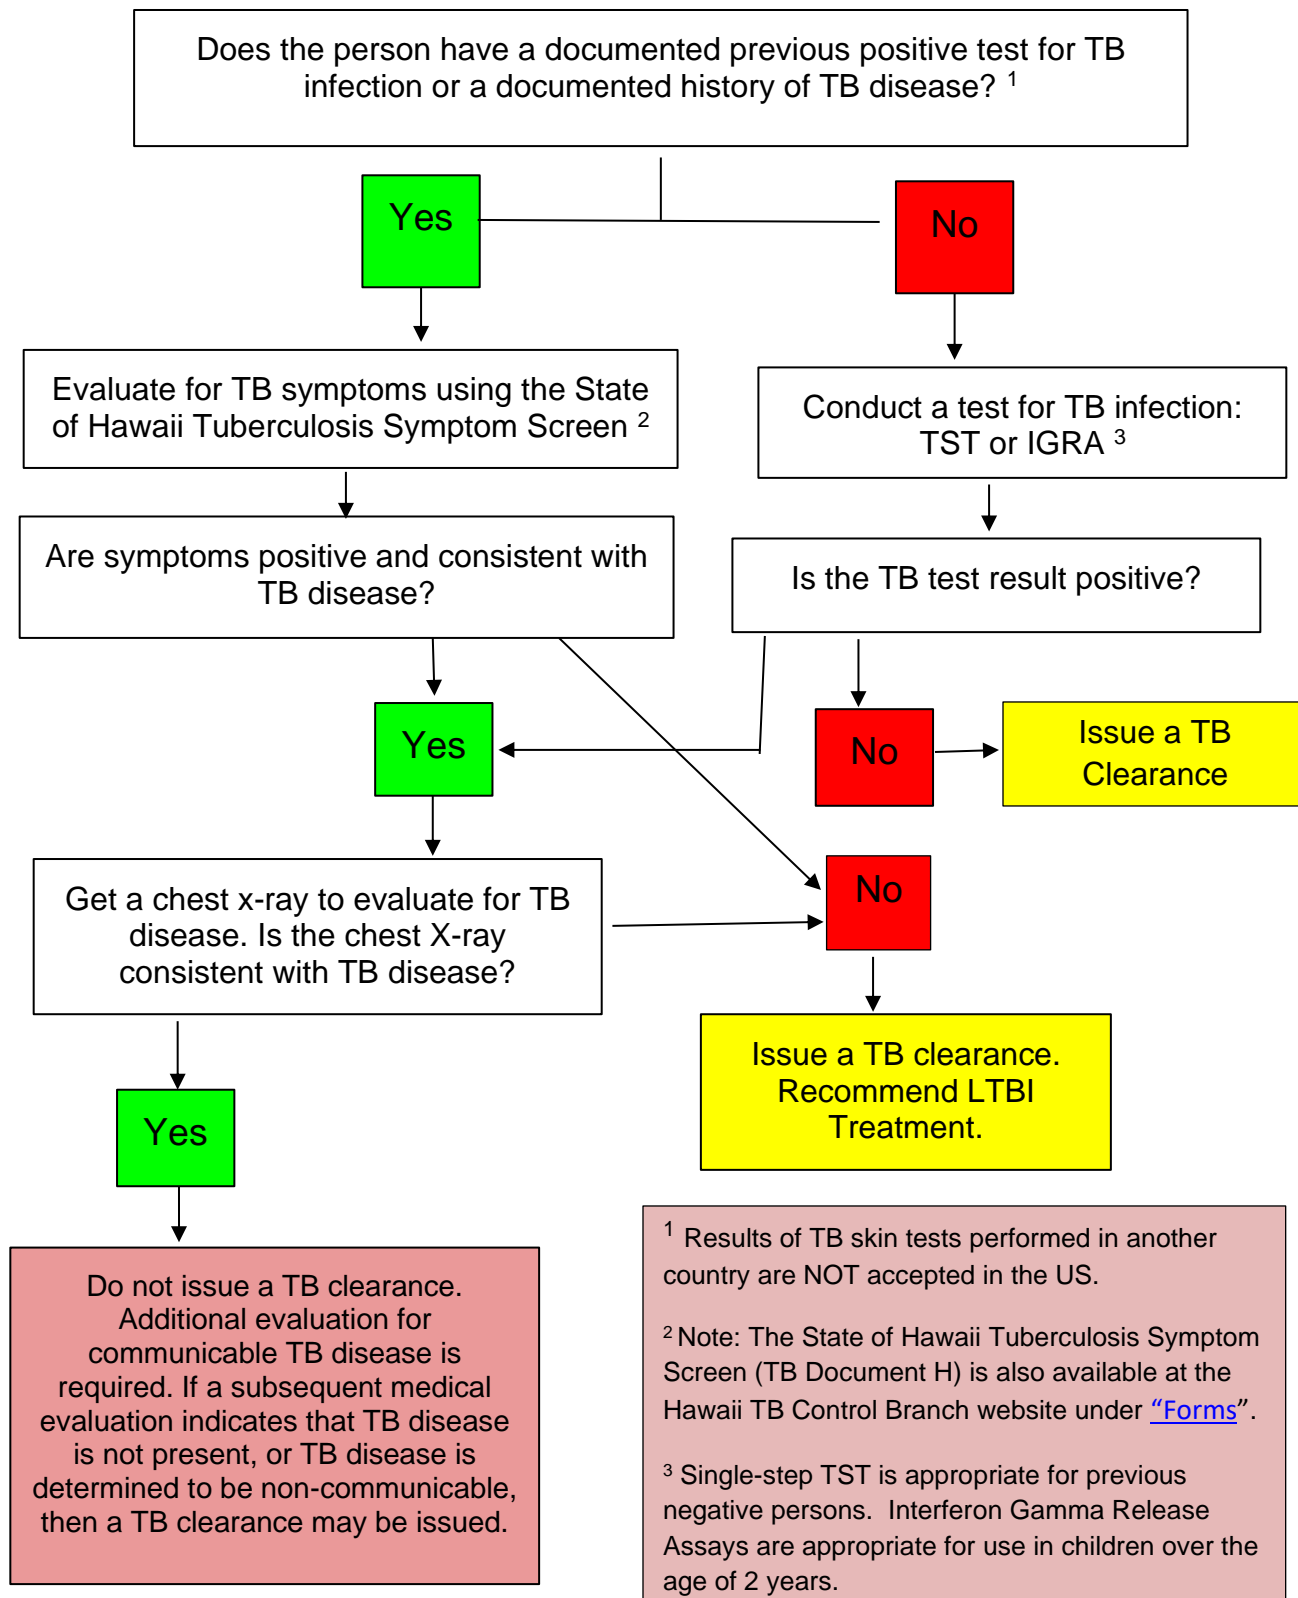 Does the person have a documented previous positive test for TB
infection or a documented history of TB disease? 1
Yes
No
Evaluate for TB symptoms using the State
of Hawaii Tuberculosis Symptom Screen 2
Conduct a test for TB infection:
TST or IGRA 3
Are symptoms positive and consistent with
TB disease?
Is the TB test result positive?
Yes
No
Issue a TB
Clearance
Get a chest x-ray to evaluate for TB
disease. Is the chest X-ray
consistent with TB disease?
No
Issue a TB clearance.
Recommend LTBI
Treatment.
Yes
Do not issue a TB clearance.
Additional evaluation for
communicable TB disease is
required. If a subsequent medical
evaluation indicates that TB disease
is not present, or TB disease is
determined to be non-communicable,
then a TB clearance may be issued.
1 Results of TB skin tests performed in another
country are NOT accepted in the US.
2 Note: The State of Hawaii Tuberculosis Symptom
Screen (TB Document H) is also available at the
Hawaii TB Control Branch website under “Forms”.
3 Single-step TST is appropriate for previous
negative persons.  Interferon Gamma Release
Assays are appropriate for use in children over the
age of 2 years.